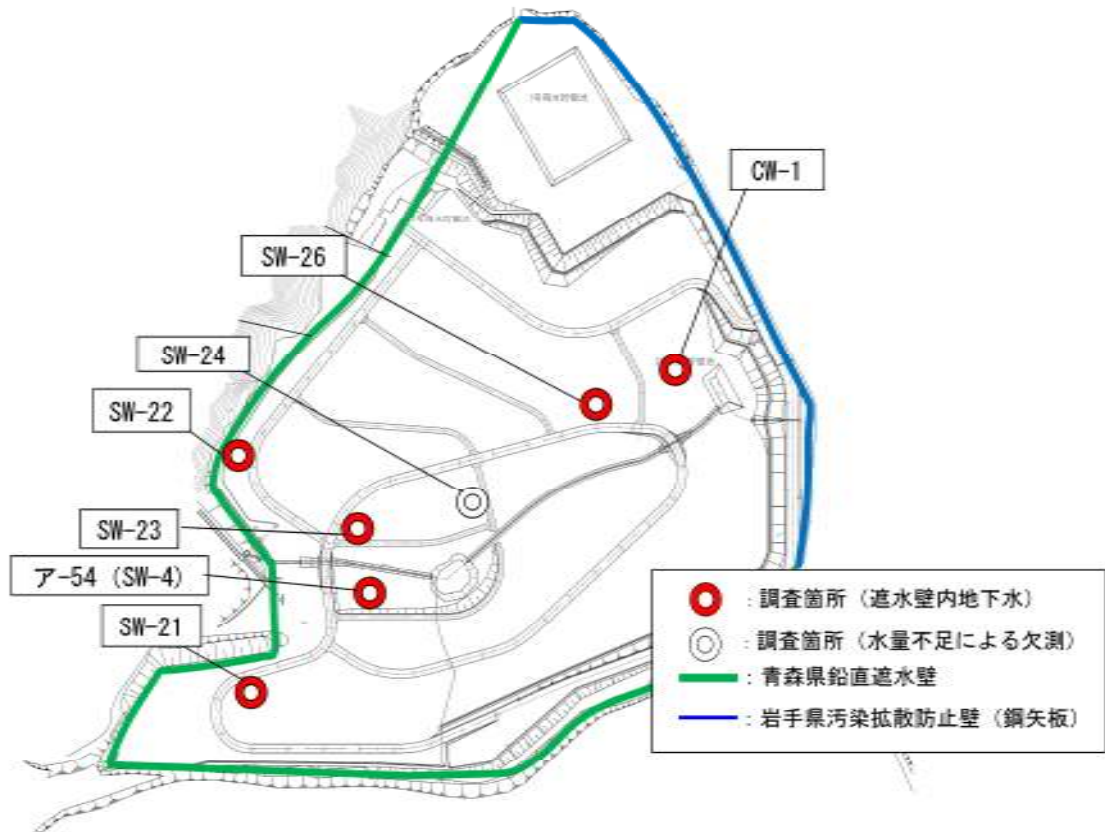 CW-1
SW-26
SW-24
SW-22
SW-23
ア-54 (SW-4)
SW-21
：調査箇所（遮水壁内地下水）
：調査箇所（水量不足による欠測）
：青森県鉛直遮水壁
：岩手県汚染拡散防止壁（鋼矢板）